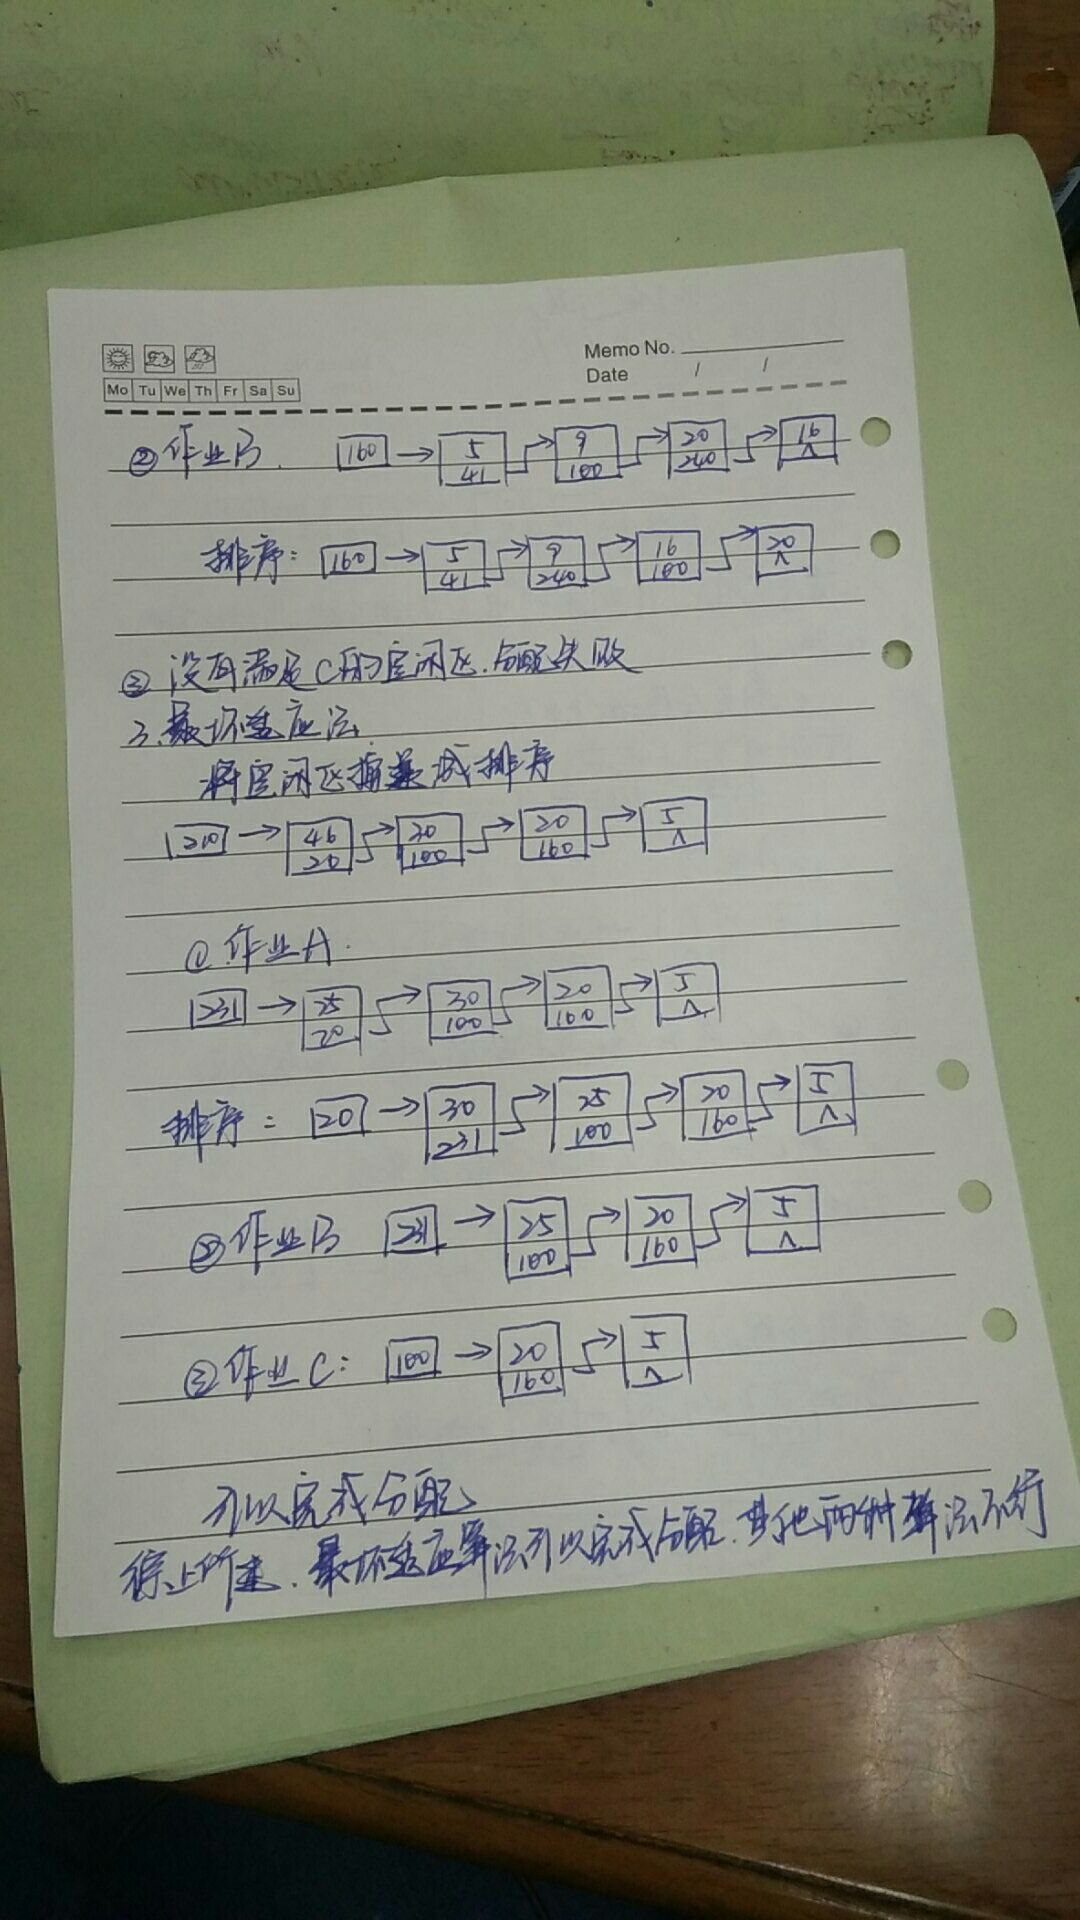 Memo No.
Mo Tu We Th Fr Sa Su
Date / /
② 作业B. 160 → 5 41 → 9 100 → 20 240 → 16 Λ
排序: 160 → 5 41 → 9 240 → 16 100 → 20 Λ
③ 没有满足C的空闲区.分配失败
3.最坏适应法
将空闲区 递减排序
210 → 46 20 → 30 100 → 20 160 → 5 Λ
① 作业A.
231 → 25 20 → 30 100 → 20 160 → 5 Λ
排序: 20 → 30 231 → 25 100 → 20 160 → 5 Λ
② 作业B 231 → 25 100 → 20 160 → 5 Λ
③ 作业C: 100 → 20 160 → 5 Λ
可以完成分配
综上所述.最坏适应算法可以完成分配.其他两种算法不行